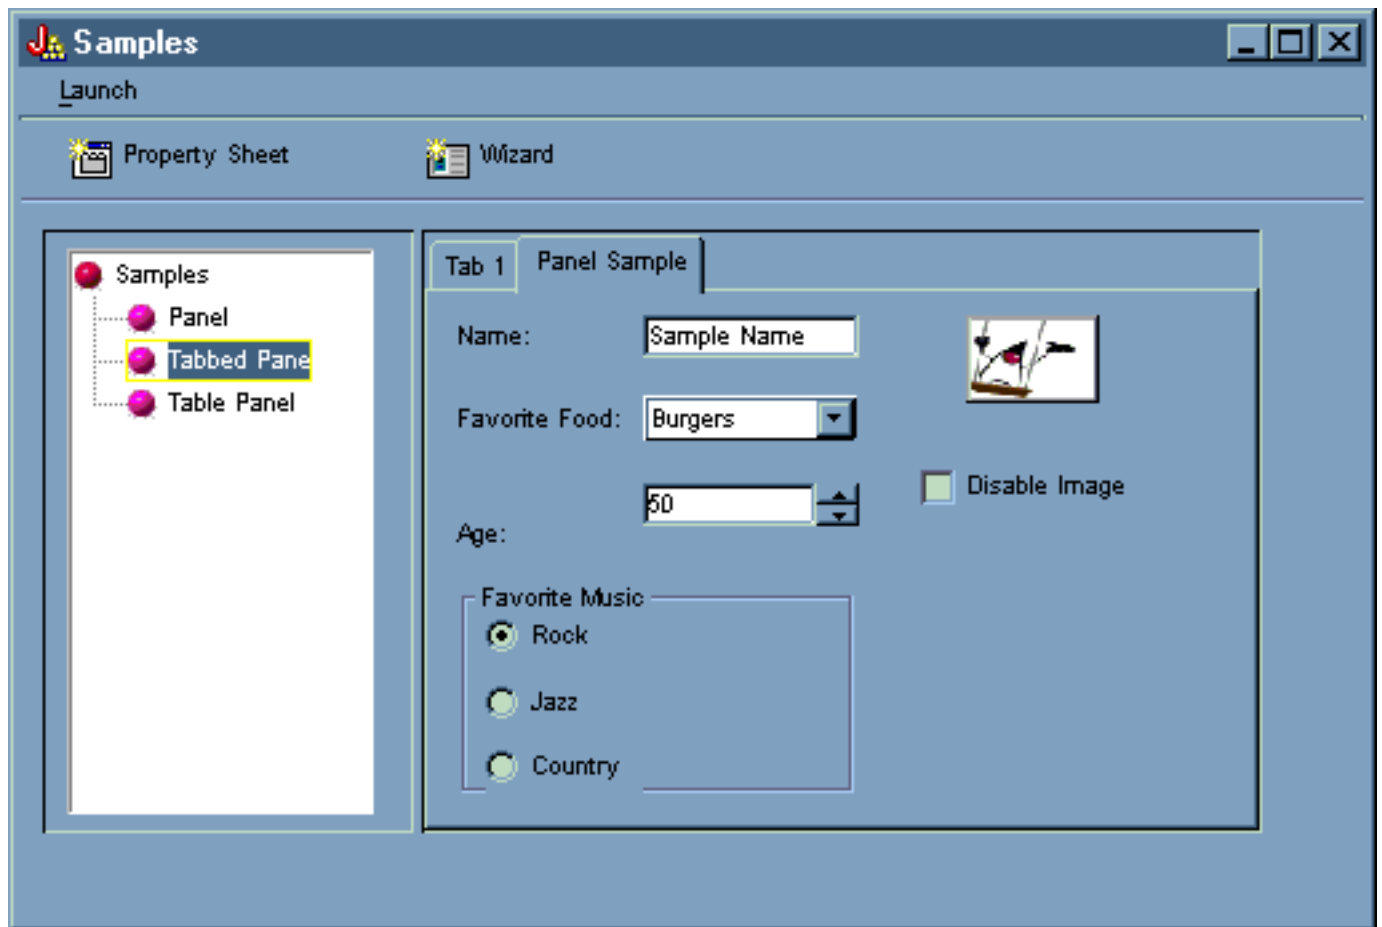 Samples
Launch
Property Sheet
Wizard
Samples
Panel
Tabbed Pane
Table Panel
Tab 1
Panel Sample
Name:
Sample Name
Favorite Food:
Burgers
Age:
50
Disable Image
Favorite Music
Rock
Jazz
Country